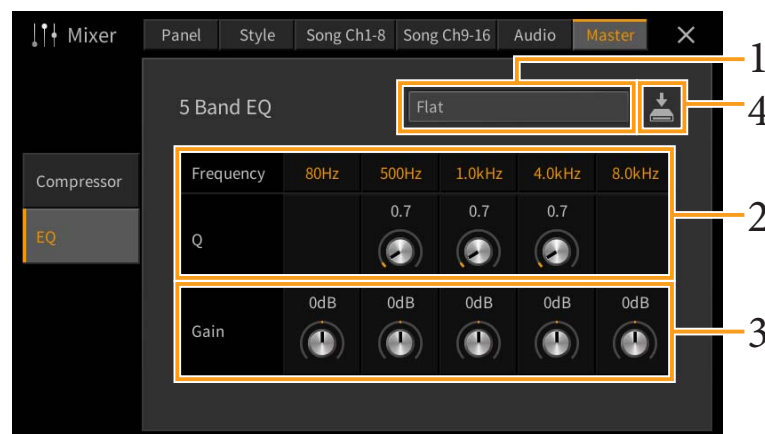 Mixer Panel Style Song Ch1-8 Song Ch9-16 Audio Master
1
5 Band EQ Flat
4
Compressor
Frequency 80Hz 500Hz 1.0kHz 4.0kHz 8.0kHz
0.7 0.7 0.7
2
EQ
Q
0dB 0dB 0dB 0dB 0dB
Gain
3